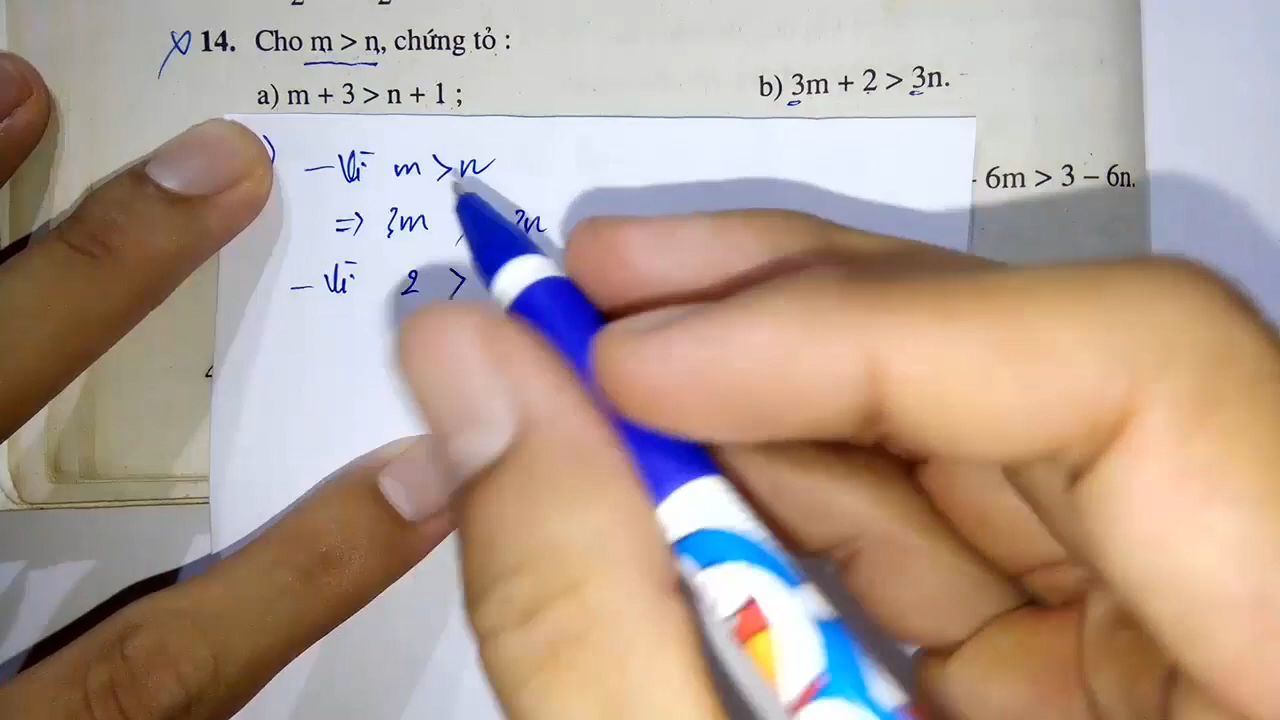 14. Cho m > n, chứng tỏ :
a) m + 3 > n + 1 ;
b) 3m + 2 > 3n.
6m > 3 – 6n.
) – Vì m > n
=> 3m > 3n
– Vì 2 >